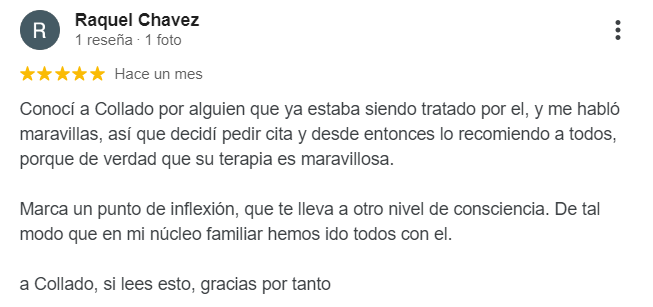 R
Raquel Chavez
1 reseña · 1 foto
Hace un mes
Conocí a Collado por alguien que ya estaba siendo tratado por el, y me habló
maravillas, así que decidí pedir cita y desde entonces lo recomiendo a todos,
porque de verdad que su terapia es maravillosa.
Marca un punto de inflexión, que te lleva a otro nivel de consciencia. De tal
modo que en mi núcleo familiar hemos ido todos con el.
a Collado, si lees esto, gracias por tanto